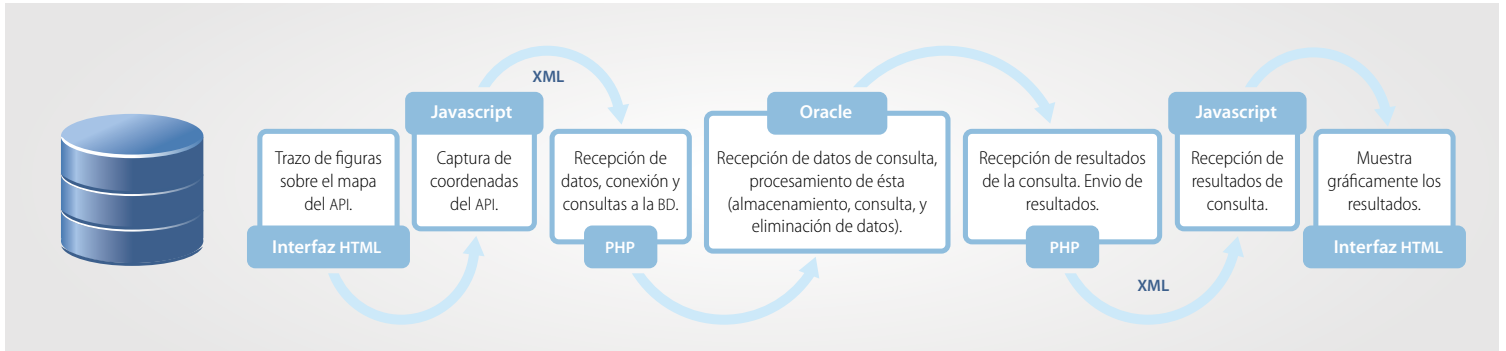 Trazo de figuras
sobre el mapa
del API.
Interfaz HTML
Javascript
Captura de
coordenadas
del API.
XML
Recepción de
datos, conexión y
consultas a la BD.
PHP
Oracle
Recepción de datos de consulta,
procesamiento de ésta
(almacenamiento, consulta, y
eliminación de datos).
Recepción de resultados
de la consulta. Envio de
resultados.
PHP
XML
Javascript
Recepción de
resultados de
consulta.
Muestra
gráficamente los
resultados.
Interfaz HTML